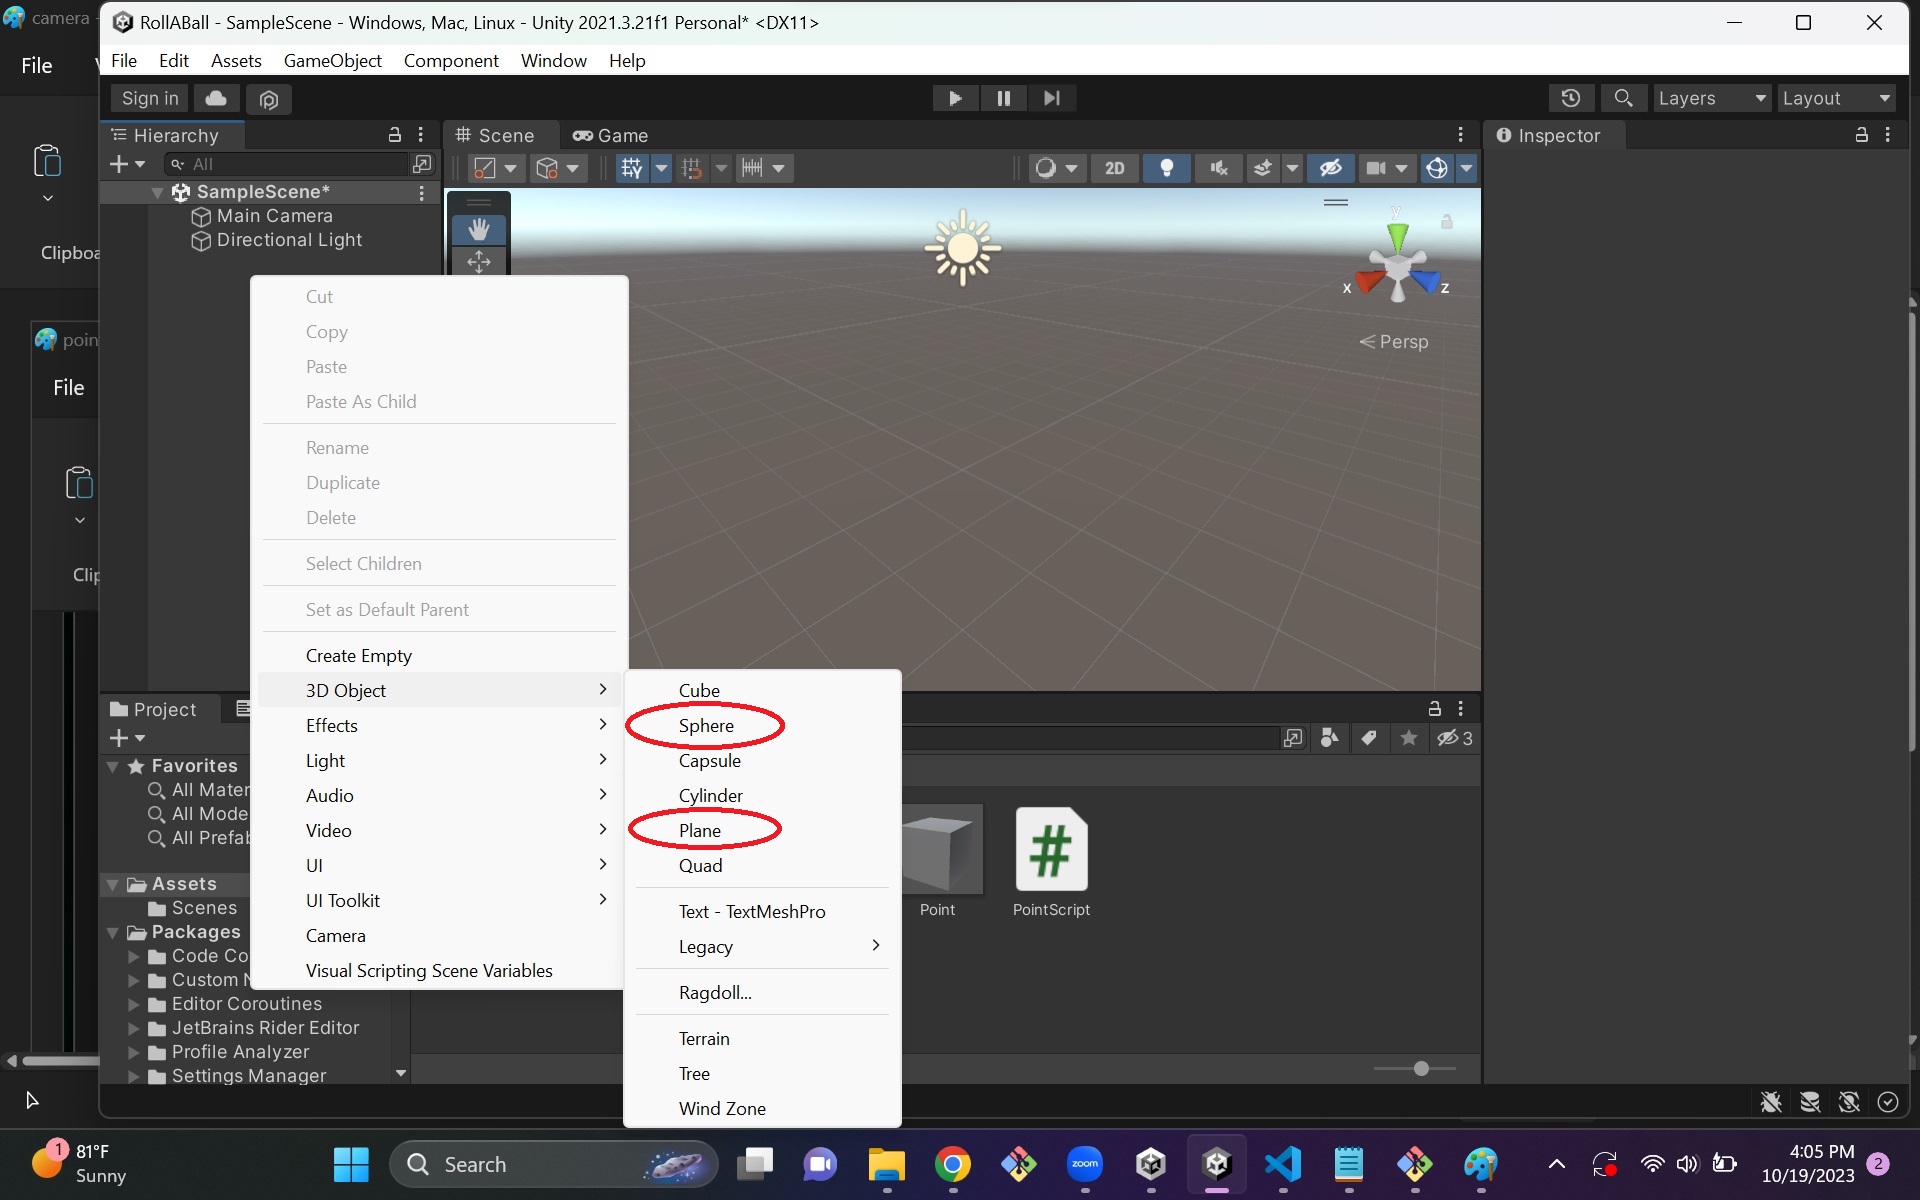 camera
RollABall - SampleScene - Windows, Mac, Linux - Unity 2021.3.21f1 Personal* <DX11>
File
File Edit Assets GameObject Component Window Help
Sign in
Layers
Layout
Hierarchy
Scene
Game
Inspector
All
2D
SampleScene*
Main Camera
Directional Light
Clipboa
y
x
z
Persp
poin
File
Clip
Cut
Copy
Paste
Paste As Child
Rename
Duplicate
Delete
Select Children
Set as Default Parent
Create Empty
3D Object
Effects
Light
Audio
Video
UI
UI Toolkit
Camera
Visual Scripting Scene Variables
Cube
Sphere
Capsule
Cylinder
Plane
Quad
Text - TextMeshPro
Legacy
Ragdoll...
Terrain
Tree
Wind Zone
Project
3
Favorites
All Mater
All Mode
All Prefab
Assets
Scenes
Packages
Code Co
Custom N
Editor Coroutines
JetBrains Rider Editor
Profile Analyzer
Settings Manager
#
Point
PointScript
1
81°F
Sunny
Search
zoom
4:05 PM
10/19/2023
2